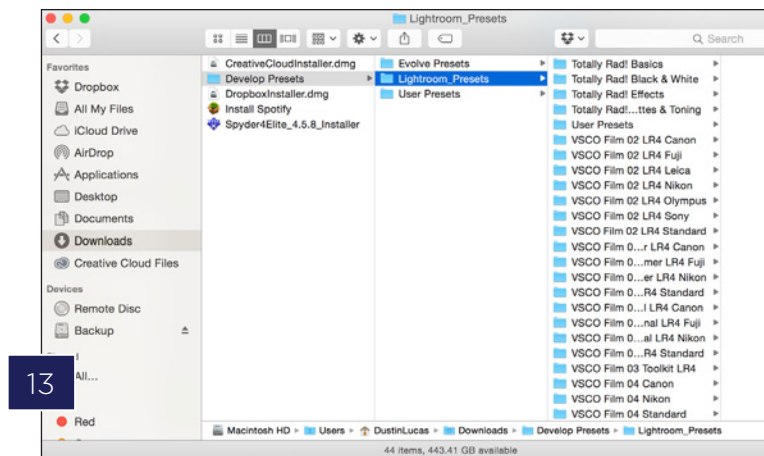 Lightroom_Presets
Search
Favorites
Dropbox
All My Files
iCloud Drive
AirDrop
Applications
Desktop
Documents
Downloads
Creative Cloud Files
Devices
Remote Disc
Backup
All...
Red
CreativeCloudInstaller.dmg
Develop Presets
DropboxInstaller.dmg
Install Spotify
Spyder4Elite_4.5.8_Installer
Evolve Presets
Lightroom_Presets
User Presets
Totally Rad! Basics
Totally Rad! Black & White
Totally Rad! Effects
Totally Rad!...ttes & Toning
User Presets
VSCO Film 02 LR4 Canon
VSCO Film 02 LR4 Fuji
VSCO Film 02 LR4 Leica
VSCO Film 02 LR4 Nikon
VSCO Film 02 LR4 Olympus
VSCO Film 02 LR4 Sony
VSCO Film 02 LR4 Standard
VSCO Film 0...r LR4 Canon
VSCO Film 0...mer LR4 Fuji
VSCO Film 0...er LR4 Nikon
VSCO Film 0...R4 Standard
VSCO Film 0...l LR4 Canon
VSCO Film 0...nal LR4 Fuji
VSCO Film 0...al LR4 Nikon
VSCO Film 0...R4 Standard
VSCO Film 03 Toolkit LR4
VSCO Film 04 Canon
VSCO Film 04 Nikon
VSCO Film 04 Standard
Macintosh HD Users DustinLucas Downloads Develop Presets Lightroom_Presets
44 items, 443.41 GB available
13